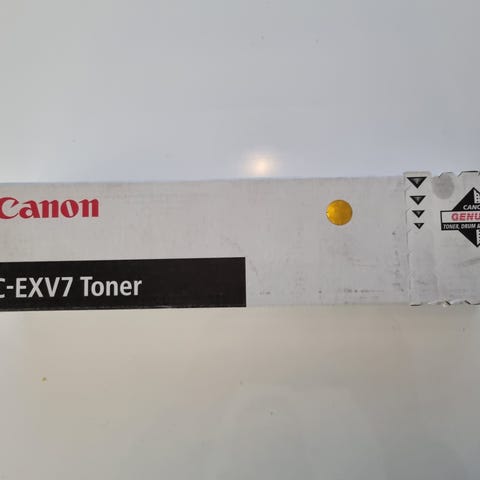 Canon
C-EXV7 Toner
CANO
GENU
TONER, DRUM &